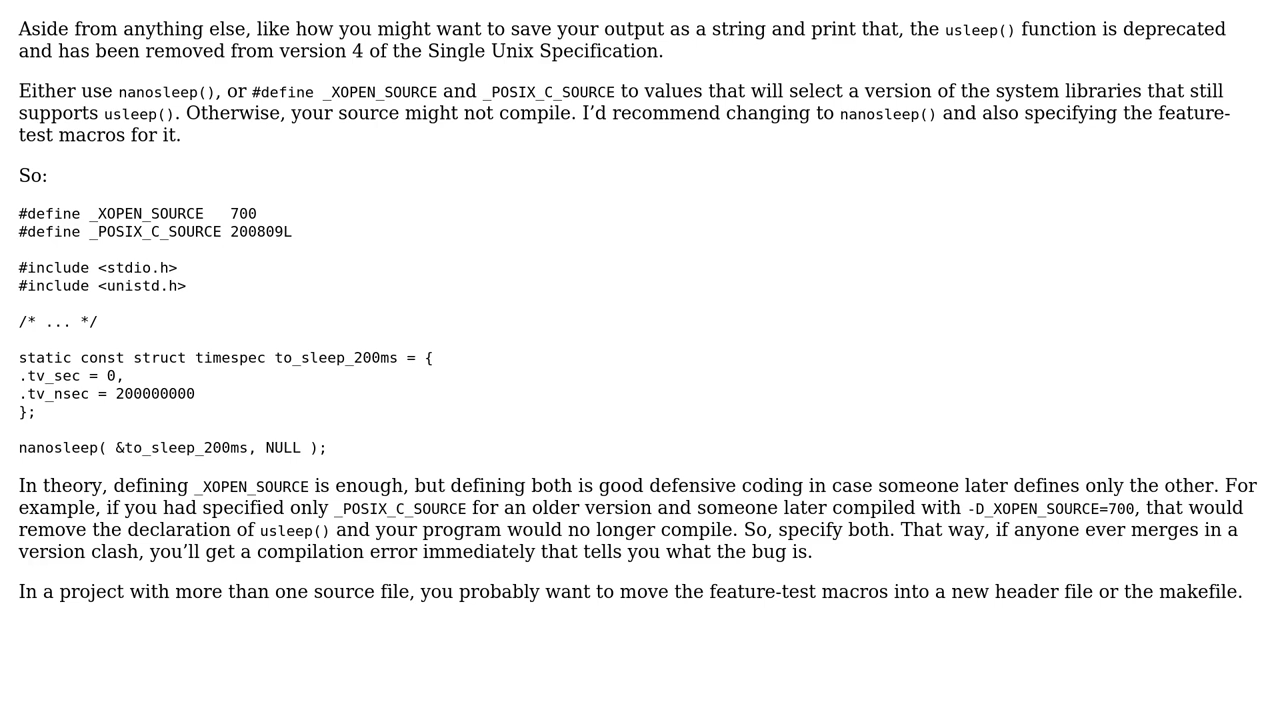 Aside from anything else, like how you might want to save your output as a string and print that, the usleep() function is deprecated
and has been removed from version 4 of the Single Unix Specification.
Either use nanosleep(), or #define _XOPEN_SOURCE and _POSIX_C_SOURCE to values that will select a version of the system libraries that still
supports usleep(). Otherwise, your source might not compile. I’d recommend changing to nanosleep() and also specifying the feature-
test macros for it.
So:
#define _XOPEN_SOURCE   700
#define _POSIX_C_SOURCE 200809L
#include <stdio.h>
#include <unistd.h>
/* ... */
static const struct timespec to_sleep_200ms = {
.tv_sec = 0,
.tv_nsec = 200000000
};
nanosleep( &to_sleep_200ms, NULL );
In theory, defining _XOPEN_SOURCE is enough, but defining both is good defensive coding in case someone later defines only the other. For
example, if you had specified only _POSIX_C_SOURCE for an older version and someone later compiled with -D_XOPEN_SOURCE=700, that would
remove the declaration of usleep() and your program would no longer compile. So, specify both. That way, if anyone ever merges in a
version clash, you’ll get a compilation error immediately that tells you what the bug is.
In a project with more than one source file, you probably want to move the feature-test macros into a new header file or the makefile.